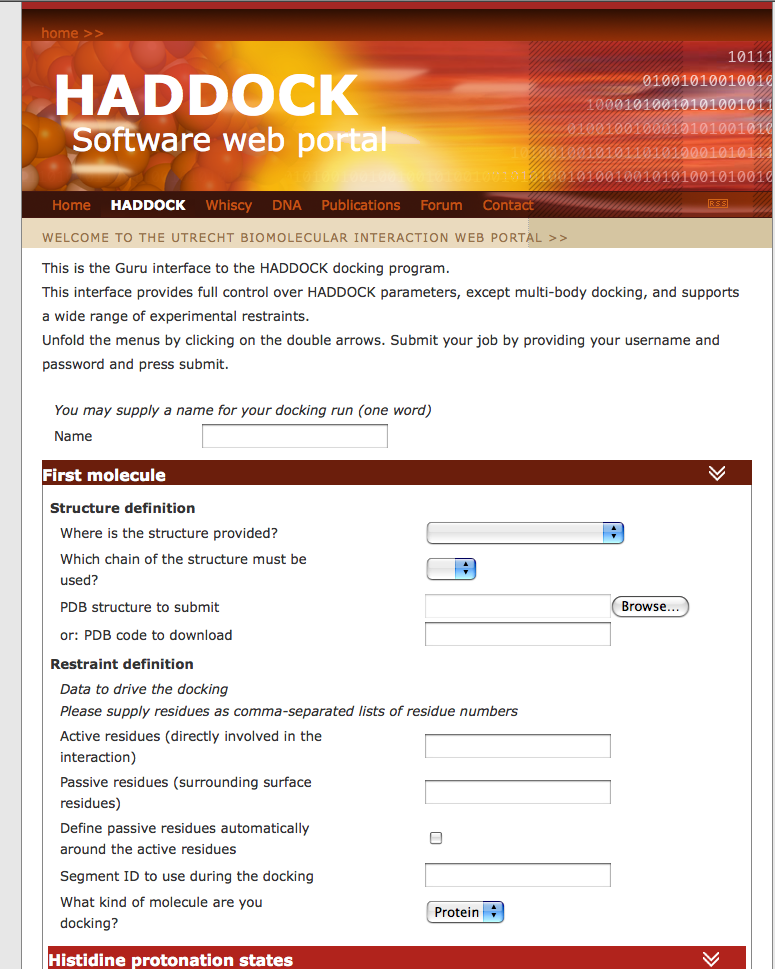 home >>
10111
HADDOCK
0100101001001​0
Software web portal
Home HADDOCK Whiscy DNA Publications Forum Contact RSS
WELCOME TO THE UTRECHT BIOMOLECULAR INTERACTION WEB PORTAL >>
This is the Guru interface to the HADDOCK docking program.
This interface provides full control over HADDOCK parameters, except multi-body docking, and supports
a wide range of experimental restraints.
Unfold the menus by clicking on the double arrows. Submit your job by providing your username and
password and press submit.
You may supply a name for your docking run (one word)
Name
First molecule
Structure definition
Where is the structure provided?
Which chain of the structure must be
used?
PDB structure to submit
Browse...
or: PDB code to download
Restraint definition
Data to drive the docking
Please supply residues as comma-separated lists of residue numbers
Active residues (directly involved in the
interaction)
Passive residues (surrounding surface
residues)
Define passive residues automatically
around the active residues
Segment ID to use during the docking
What kind of molecule are you
docking?
Protein
Histidine protonation states